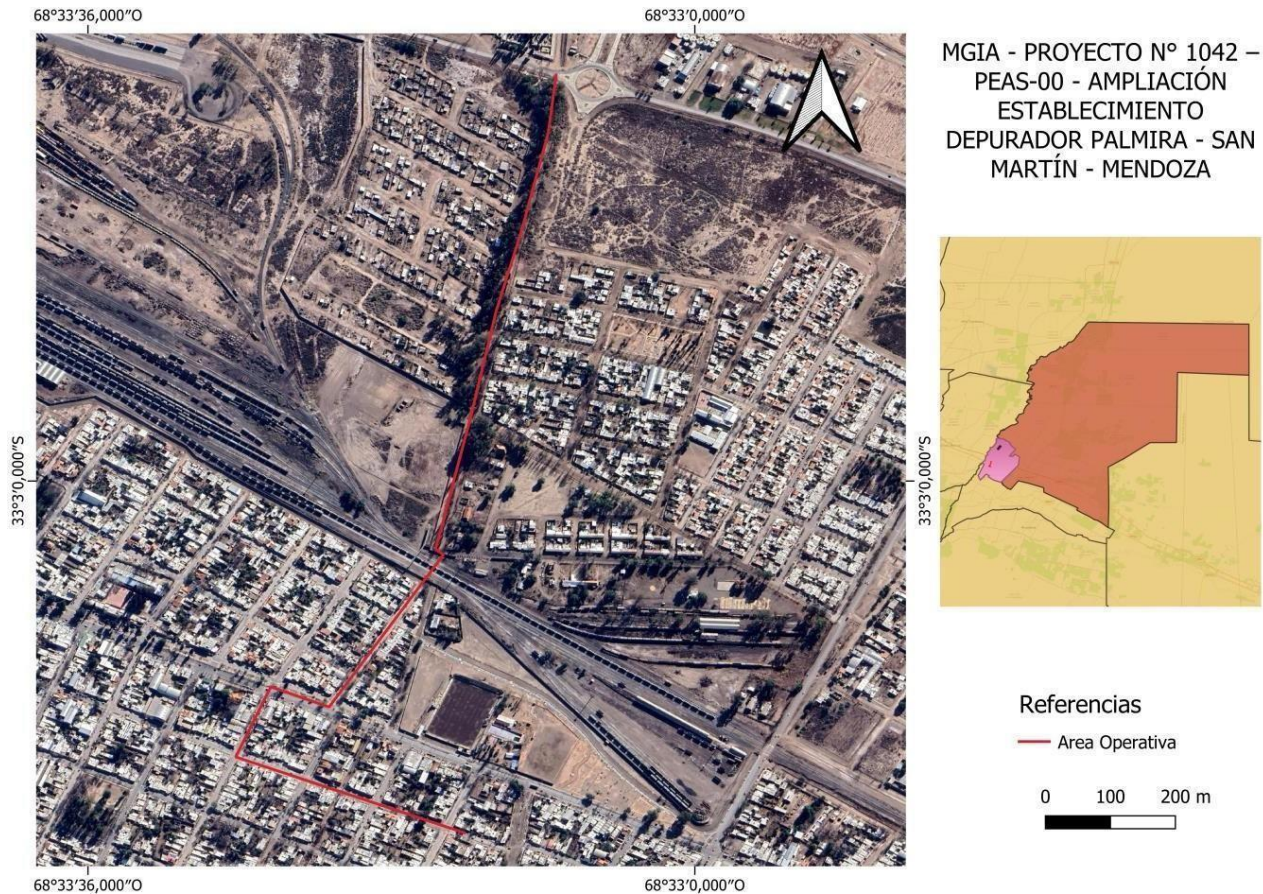 68°33'36,000"O
68°33'0,000"O
33°3'0,000"S
33°3'0,000"S
68°33'36,000"O
68°33'0,000"O
MGIA - PROYECTO N° 1042 –
PEAS-00 - AMPLIACIÓN
ESTABLECIMIENTO
DEPURADOR PALMIRA - SAN
MARTÍN - MENDOZA
Referencias
Area Operativa
0 100 200 m